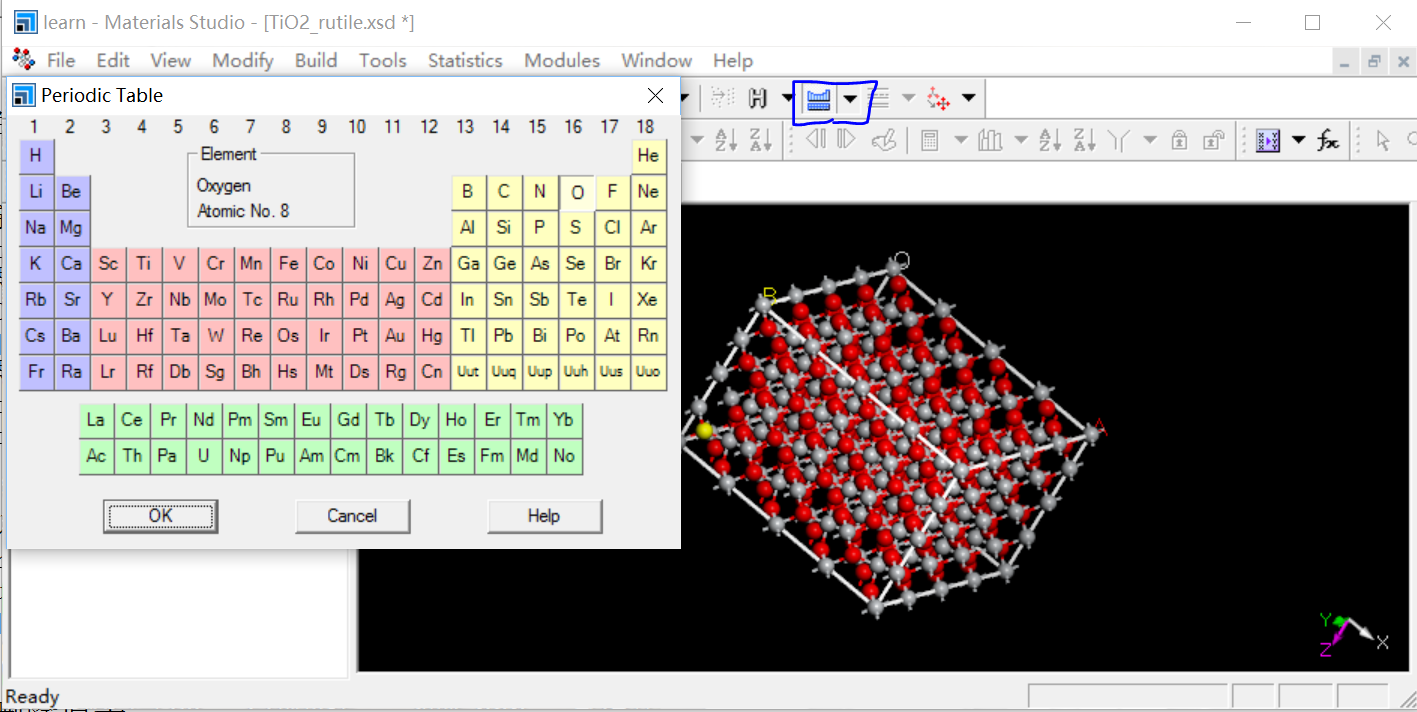 learn - Materials Studio - [TiO2_rutile.xsd *]
File Edit View Modify Build Tools Statistics Modules Window Help
Periodic Table
1 2 3 4 5 6 7 8 9 10 11 12 13 14 15 16 17 18
H He
Element
Oxygen
Atomic No. 8
Li Be B C N O F Ne
Na Mg Al Si P S Cl Ar
K Ca Sc Ti V Cr Mn Fe Co Ni Cu Zn Ga Ge As Se Br Kr
Rb Sr Y Zr Nb Mo Tc Ru Rh Pd Ag Cd In Sn Sb Te I Xe
Cs Ba Lu Hf Ta W Re Os Ir Pt Au Hg Tl Pb Bi Po At Rn
Fr Ra Lr Rf Db Sg Bh Hs Mt Ds Rg Cn Uut Uuq Uup Uuh Uus Uuo
La Ce Pr Nd Pm Sm Eu Gd Tb Dy Ho Er Tm Yb
Ac Th Pa U Np Pu Am Cm Bk Cf Es Fm Md No
OK Cancel Help
B
A
Y
Z
X
Ready